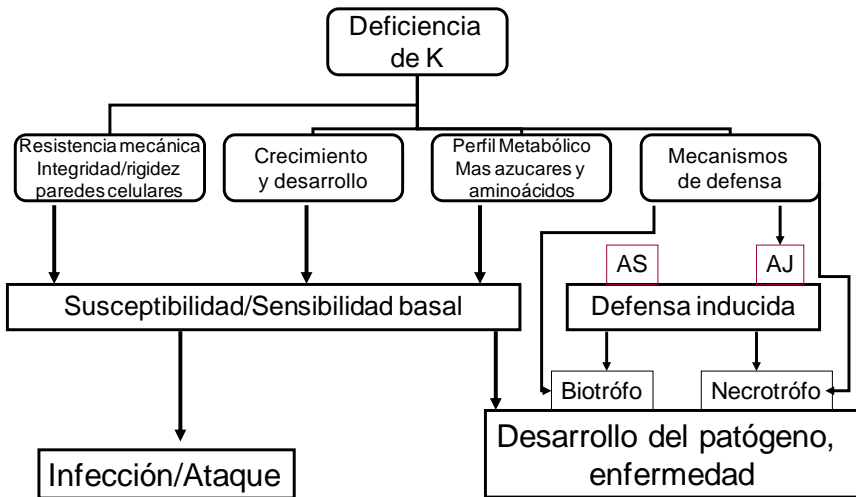 Deficiencia
de K
Resistencia mecánica
Integridad/rigidez
paredes celulares
Crecimiento
y desarrollo
Perfil Metabólico
Mas azucares y
aminoácidos
Mecanismos
de defensa
AS
AJ
Susceptibilidad/Sensibilidad basal
Defensa inducida
Biotrófo
Necrotrófo
Infección/Ataque
Desarrollo del patógeno,
enfermedad